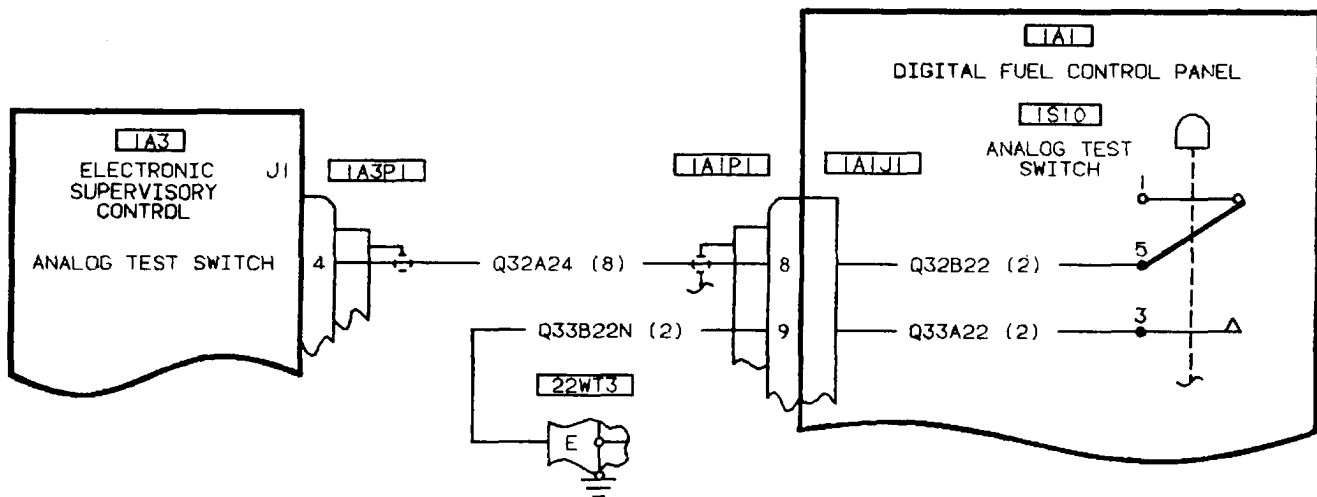 1A1
DIGITAL FUEL CONTROL PANEL
1S10
ANALOG TEST
SWITCH
1A3
ELECTRONIC
SUPERVISORY
CONTROL
J1
1A3P1
1A1P1
1A1J1
1
ANALOG TEST SWITCH
4
Q32A24 (8)
8
Q32B22 (2)
5
Q33B22N (2)
9
Q33A22 (2)
3
22WT3
E